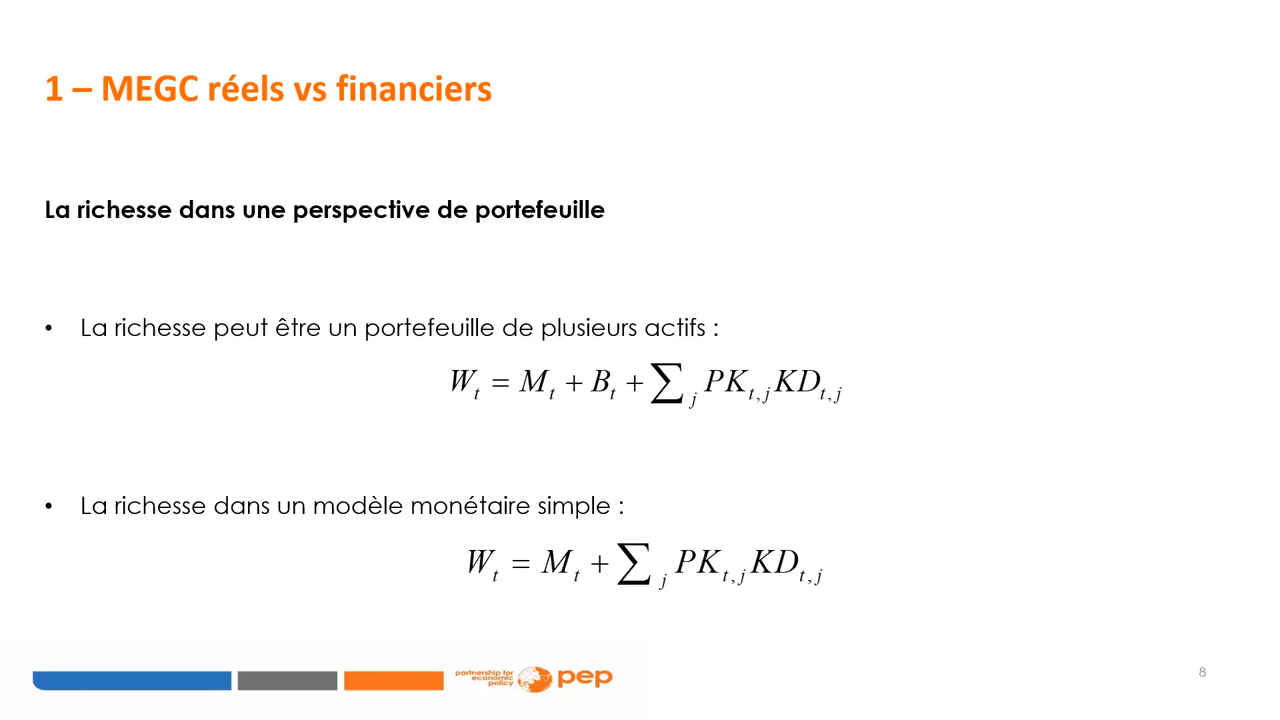 1 – MEGC réels vs financiers
La richesse dans une perspective de portefeuille
• La richesse peut être un portefeuille de plusieurs actifs :
W_t = M_t + B_t + ∑_j PK_{t,j} KD_{t,j}
• La richesse dans un modèle monétaire simple :
W_t = M_t + ∑_j PK_{t,j} KD_{t,j}
partnership for
economic
policy
pep
8